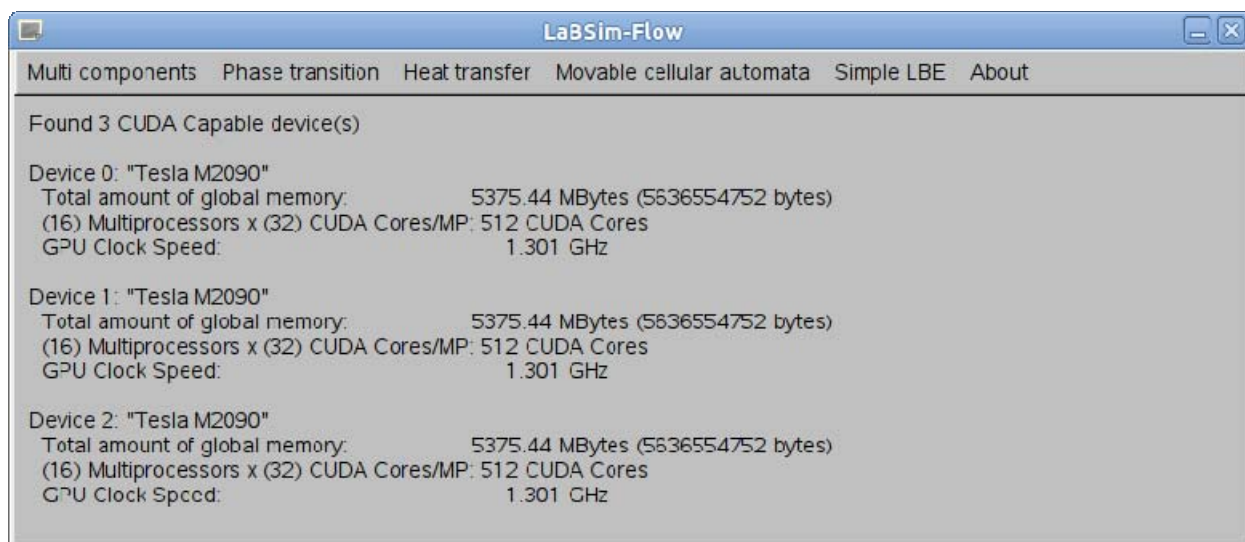 LaBSim-Flow
Multi components Phase transition Heat transfer Movable cellular automata Simple LBE About
Found 3 CUDA Capable device(s)
Device 0: "Tesla M2090"
Total amount of global memory: 5375.44 MBytes (5636554752 bytes)
(16) Multiprocessors x (32) CUDA Cores/MP: 512 CUDA Cores
GPU Clock Speed: 1.301 GHz
Device 1: "Tesla M2090"
Total amount of global memory: 5375.44 MBytes (5636554752 bytes)
(16) Multiprocessors x (32) CUDA Cores/MP: 512 CUDA Cores
GPU Clock Speed: 1.301 GHz
Device 2: "Tesla M2090"
Total amount of global memory: 5375.44 MBytes (5636554752 bytes)
(16) Multiprocessors x (32) CUDA Cores/MP: 512 CUDA Cores
GPU Clock Speed: 1.301 GHz